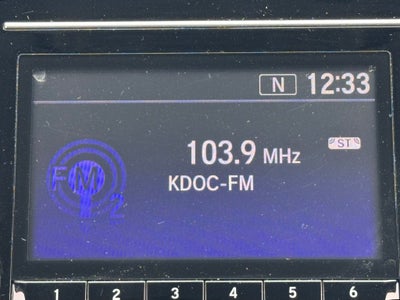 N 12:33
103.9 MHz ST
KDOC-FM
FM2
1 2 3 4 5 6